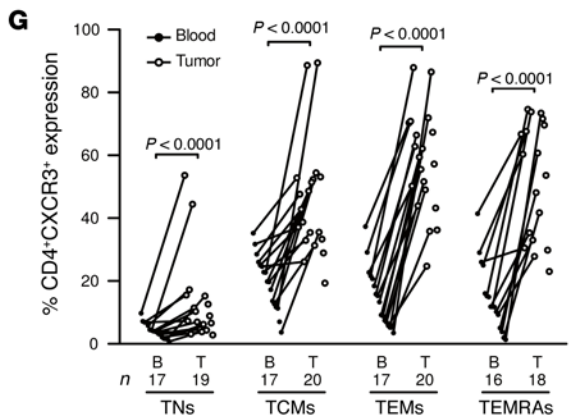 G
% CD4⁺CXCR3⁺ expression
100
80
60
40
20
0
Blood
Tumor
P < 0.0001
P < 0.0001
P < 0.0001
P < 0.0001
B T B T B T B T
n 17 19 17 20 17 20 16 18
TNs TCMs TEMs TEMRAs